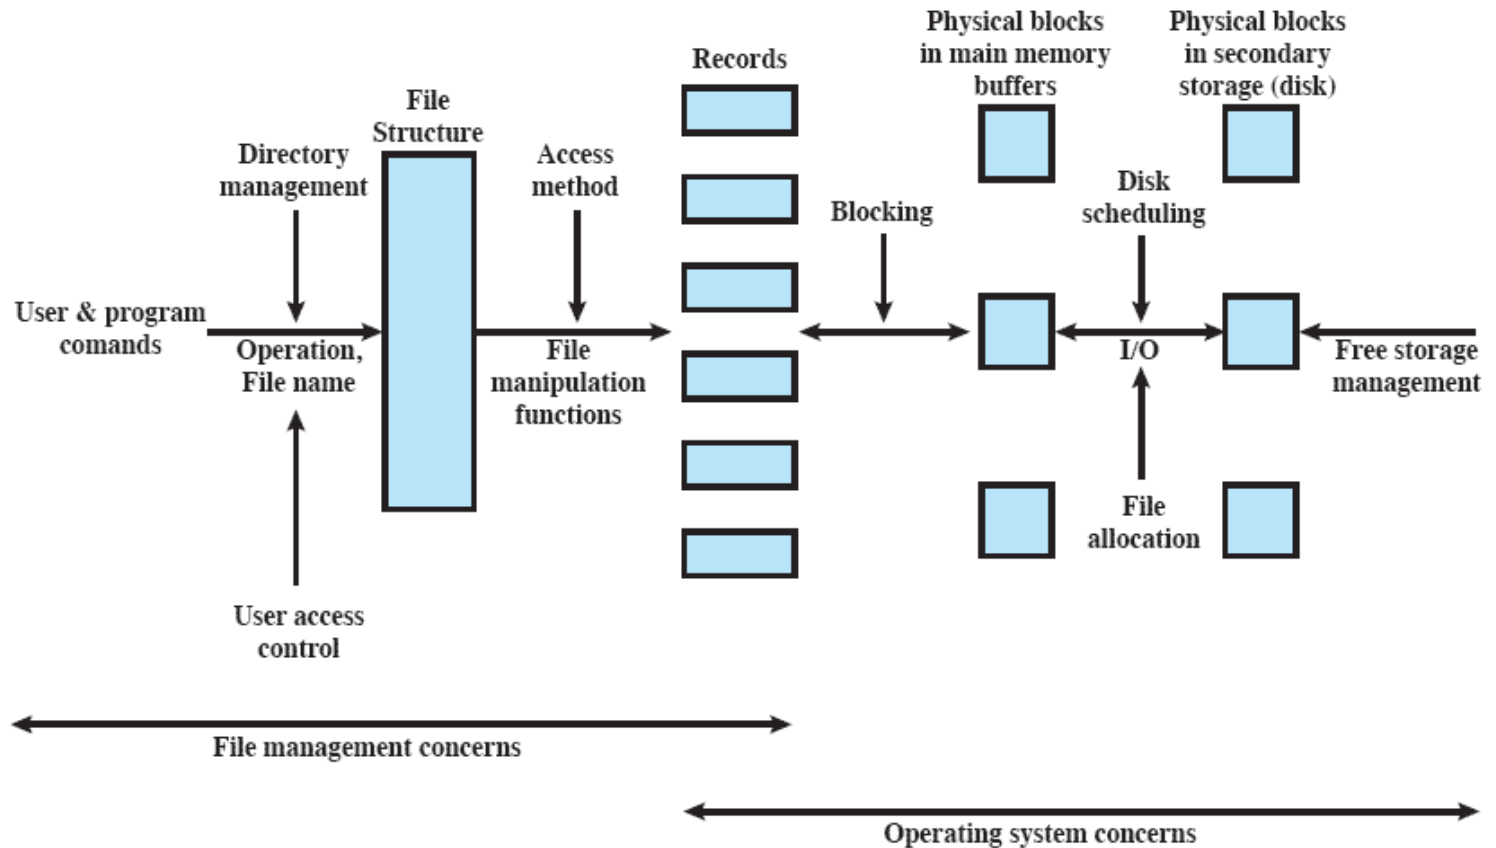 Physical blocks
in main memory
buffers
Physical blocks
in secondary
storage (disk)
Records
File
Structure
Directory
management
Access
method
Blocking
Disk
scheduling
User & program
comands
Operation,
File name
File
manipulation
functions
I/O
Free storage
management
File
allocation
User access
control
File management concerns
Operating system concerns